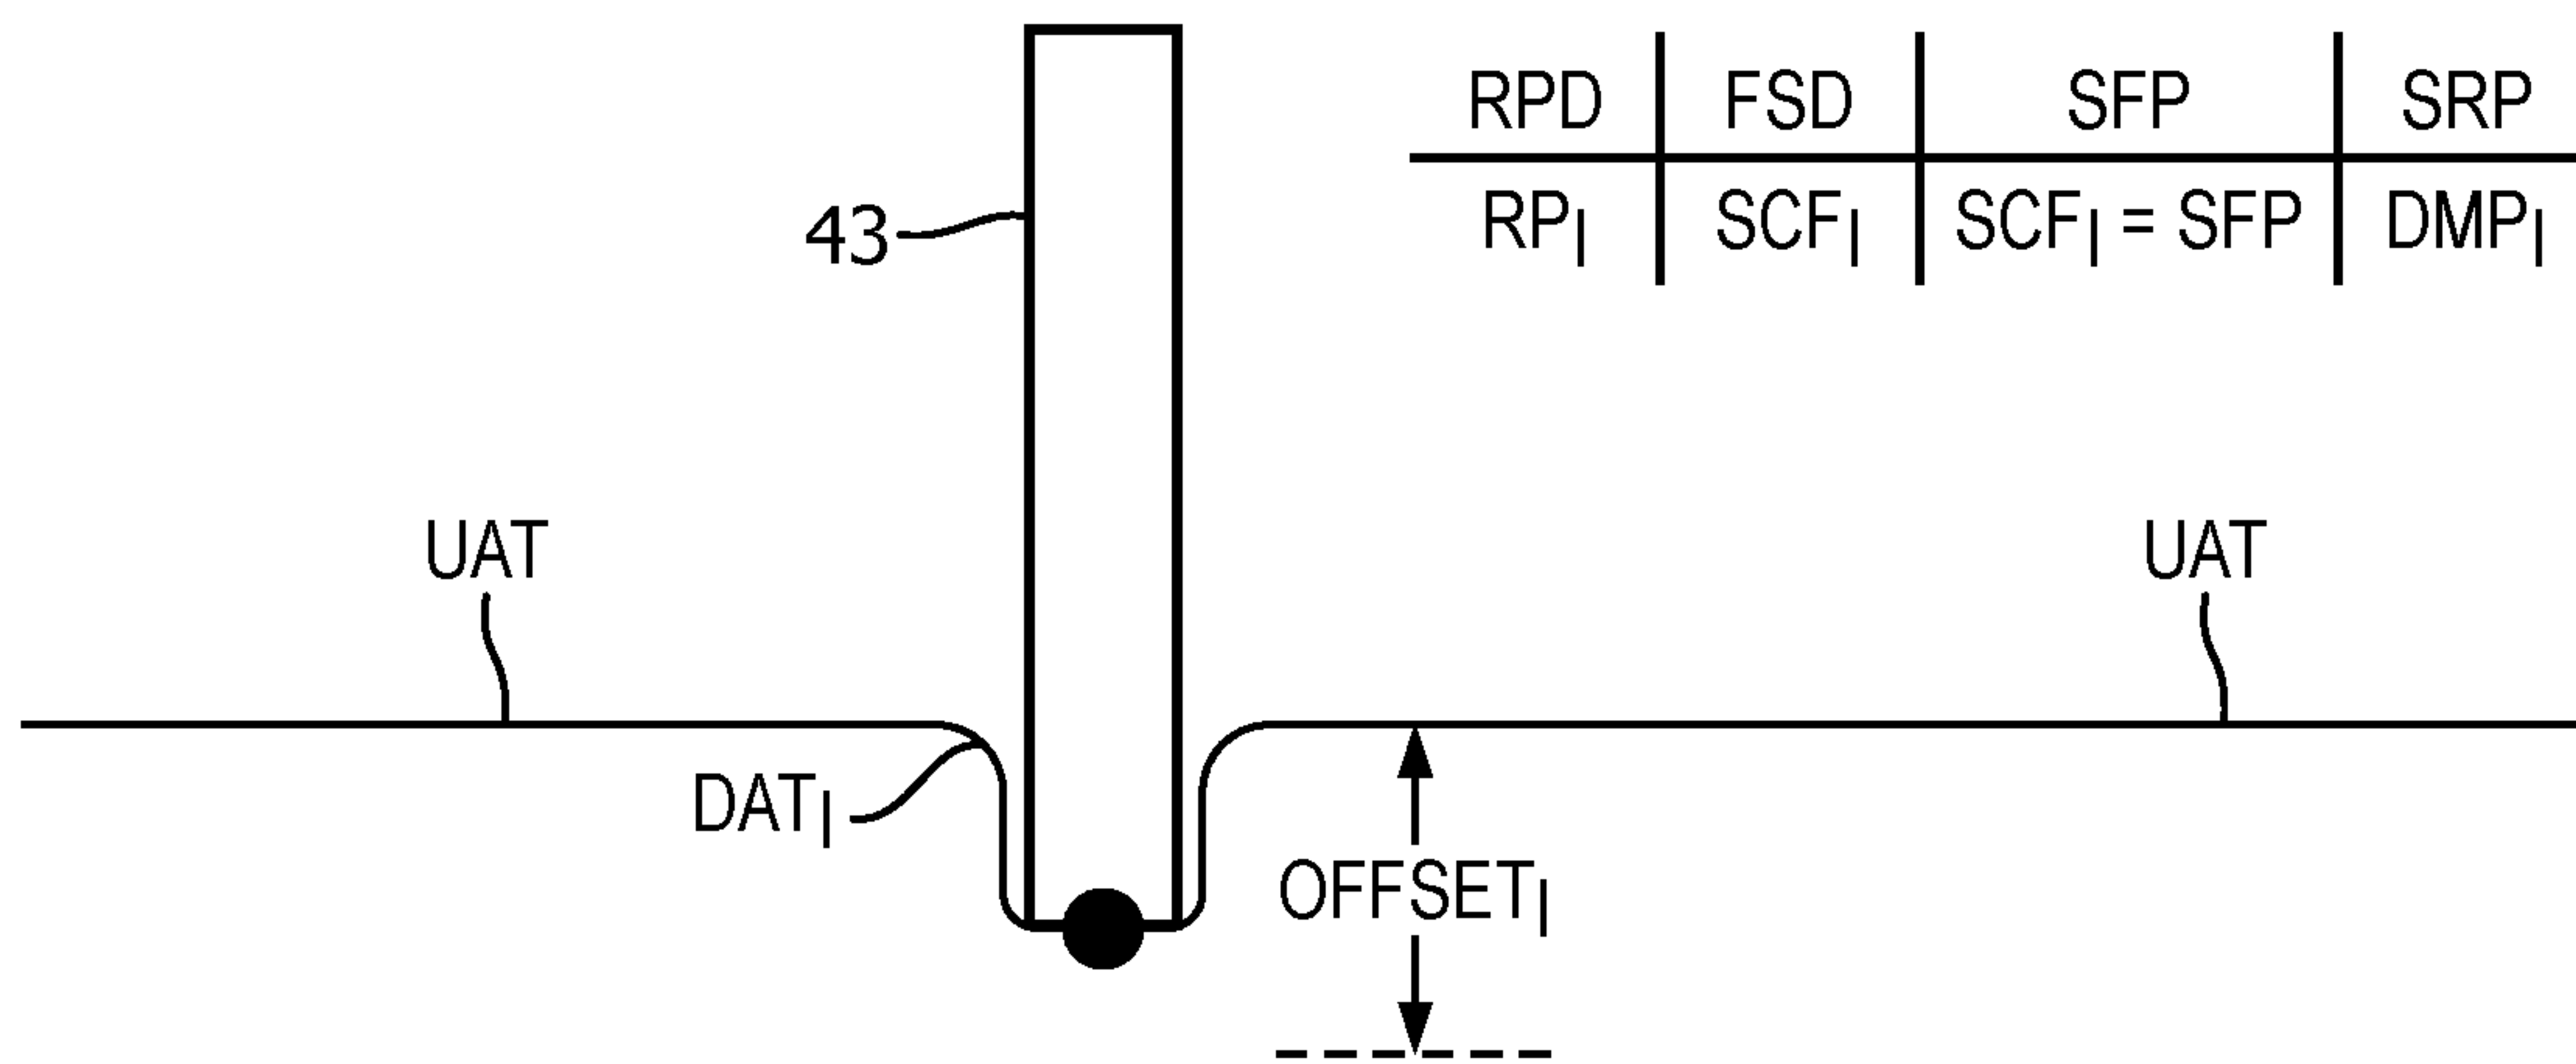 RPD FSD SFP SRP
RPI SCFI SCFI = SFP DMPI
43
UAT UAT
DATI
OFFSETI